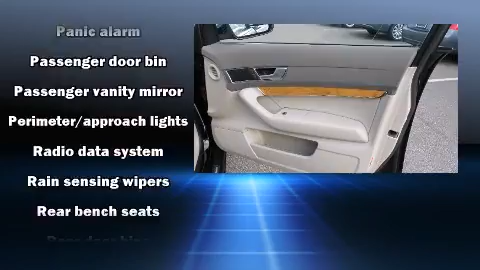 Panic alarm
Passenger door bin
Passenger vanity mirror
Perimeter/approach lights
Radio data system
Rain sensing wipers
Rear bench seats